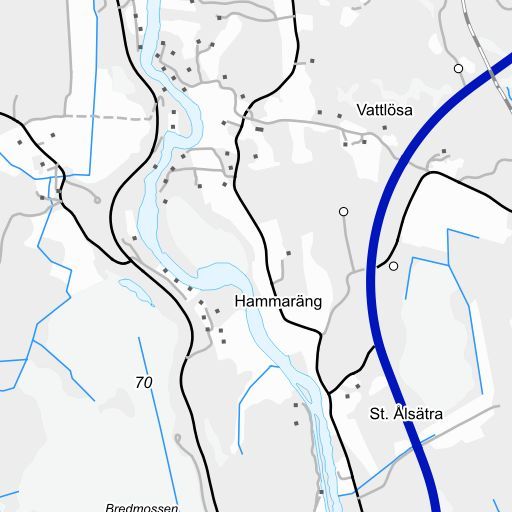 Vattlösa
Hammaräng
70
St. Ålsätra
Bredmossen